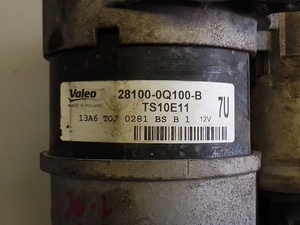 Valeo 28100-0Q100-B
MADE IN POLAND TS10E11 7U
13A6 TOJ 0281 BS B 1 12V